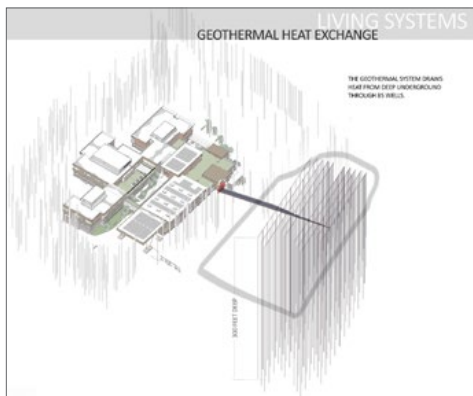 LIVING SYSTEMS
GEOTHERMAL HEAT EXCHANGE
THE GEOTHERMAL SYSTEM DRAWS
HEAT FROM DEEP UNDERGROUND
THROUGH 85 WELLS.
300 FEET DEEP